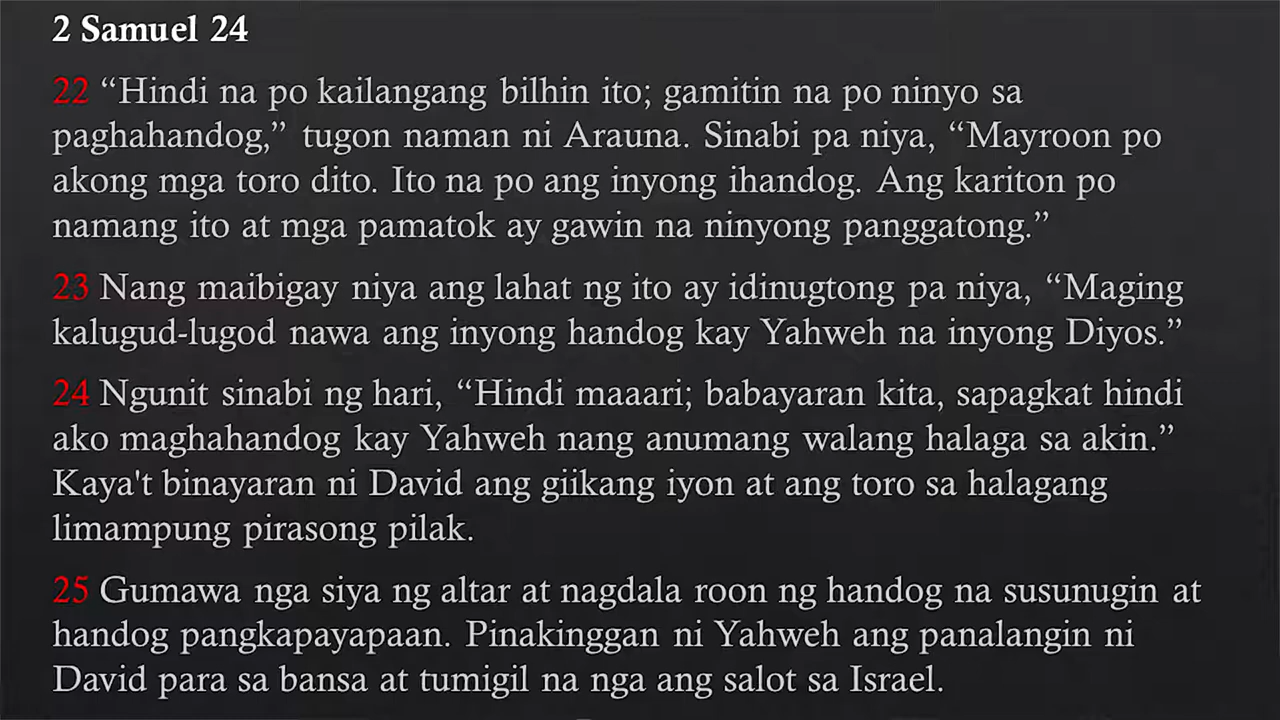 2 Samuel 24
22 “Hindi na po kailangang bilhin ito; gamitin na po ninyo sa
paghahandog,” tugon naman ni Arauna. Sinabi pa niya, “Mayroon po
akong mga toro dito. Ito na po ang inyong ihandog. Ang kariton po
namang ito at mga pamatok ay gawin na ninyong panggatong.”
23 Nang maibigay niya ang lahat ng ito ay idinugtong pa niya, “Maging
kalugud-lugod nawa ang inyong handog kay Yahweh na inyong Diyos.”
24 Ngunit sinabi ng hari, “Hindi maaari; babayaran kita, sapagkat hindi
ako maghahandog kay Yahweh nang anumang walang halaga sa akin.”
Kaya't binayaran ni David ang giikang iyon at ang toro sa halagang
limampung pirasong pilak.
25 Gumawa nga siya ng altar at nagdala roon ng handog na susunugin at
handog pangkapayapaan. Pinakinggan ni Yahweh ang panalangin ni
David para sa bansa at tumigil na nga ang salot sa Israel.